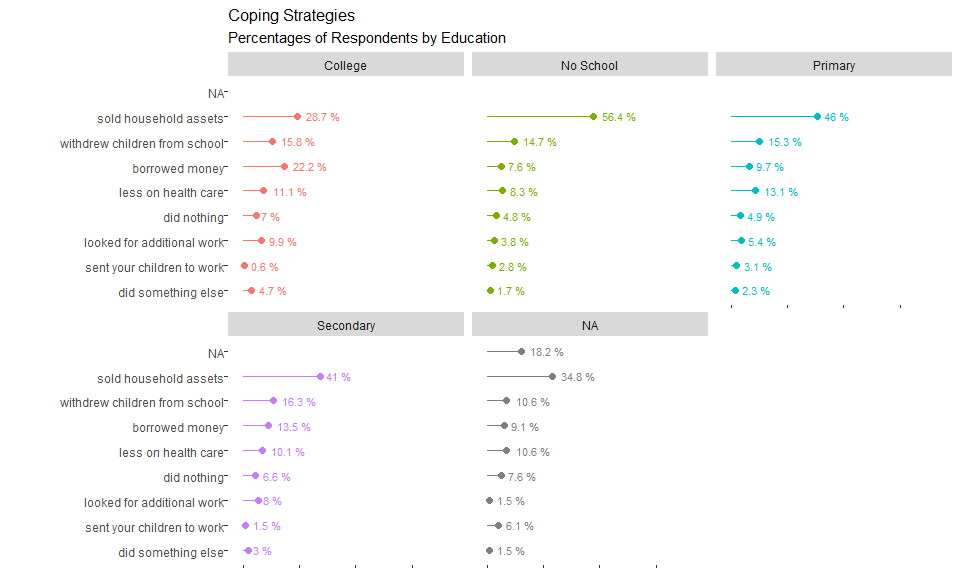 Coping Strategies
Percentages of Respondents by Education
College No School Primary
NA
sold household assets 28.7 % 56.4 % 46 %
withdrew children from school 15.8 % 14.7 % 15.3 %
borrowed money 22.2 % 7.6 % 9.7 %
less on health care 11.1 % 8.3 % 13.1 %
did nothing 7 % 4.8 % 4.9 %
looked for additional work 9.9 % 3.8 % 5.4 %
sent your children to work 0.6 % 2.8 % 3.1 %
did something else 4.7 % 1.7 % 2.3 %
Secondary NA
NA 18.2 %
sold household assets 41 % 34.8 %
withdrew children from school 16.3 % 10.6 %
borrowed money 13.5 % 9.1 %
less on health care 10.1 % 10.6 %
did nothing 6.6 % 7.6 %
looked for additional work 8 % 1.5 %
sent your children to work 1.5 % 6.1 %
did something else 3 % 1.5 %